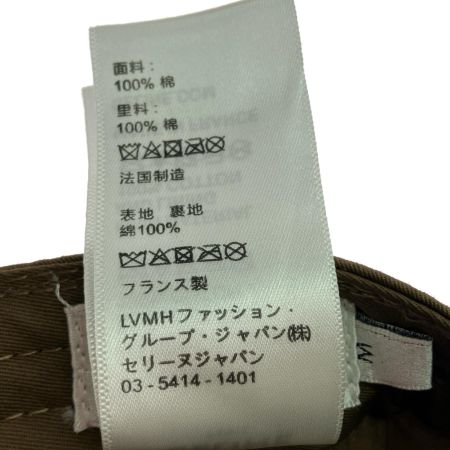 面料：
100% 棉
里料：
100% 棉
法国制造
表地 裏地
綿100%
フランス製
LVMHファッション・
グループ・ジャパン㈱
セリーヌジャパン
03 - 5414 - 1401
M